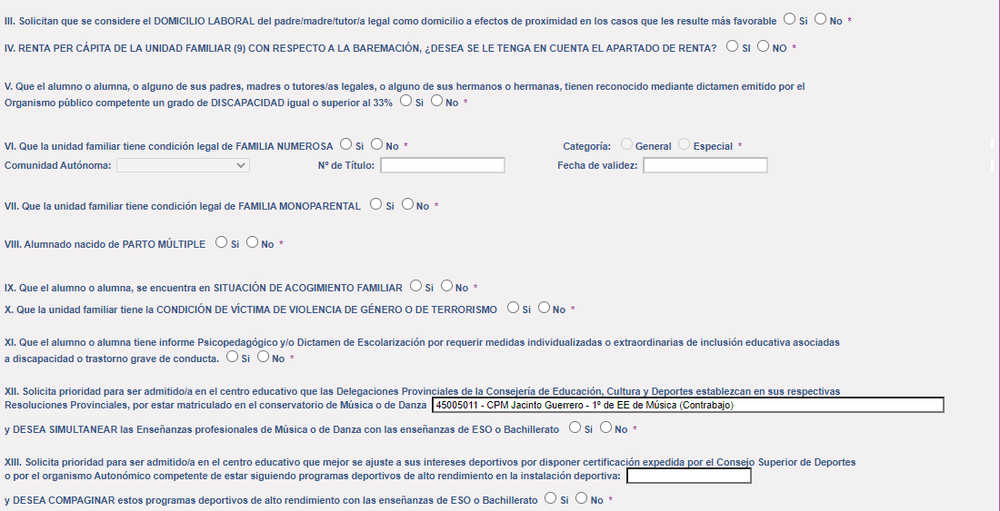 III. Solicitan que se considere el DOMICILIO LABORAL del padre/madre/tutor/a legal como domicilio a efectos de proximidad en los casos que les resulte más favorable Si No *
IV. RENTA PER CÁPITA DE LA UNIDAD FAMILIAR (9) CON RESPECTO A LA BAREMACIÓN, ¿DESEA SE LE TENGA EN CUENTA EL APARTADO DE RENTA? SI NO *
V. Que el alumno o alumna, o alguno de sus padres, madres o tutores/as legales, o alguno de sus hermanos o hermanas, tienen reconocido mediante dictamen emitido por el
Organismo público competente un grado de DISCAPACIDAD igual o superior al 33% Si No *
VI. Que la unidad familiar tiene condición legal de FAMILIA NUMEROSA Si No * Categoría: General Especial *
Comunidad Autónoma: Nº de Título: Fecha de validez:
VII. Que la unidad familiar tiene condición legal de FAMILIA MONOPARENTAL Si No *
VIII. Alumnado nacido de PARTO MÚLTIPLE Si No *
IX. Que el alumno o alumna, se encuentra en SITUACIÓN DE ACOGIMIENTO FAMILIAR Si No *
X. Que la unidad familiar tiene la CONDICIÓN DE VÍCTIMA DE VIOLENCIA DE GÉNERO O DE TERRORISMO Si No *
XI. Que el alumno o alumna tiene informe Psicopedagógico y/o Dictamen de Escolarización por requerir medidas individualizadas o extraordinarias de inclusión educativa asociadas
a discapacidad o trastorno grave de conducta. Si No *
XII. Solicita prioridad para ser admitido/a en el centro educativo que las Delegaciones Provinciales de la Consejería de Educación, Cultura y Deportes establezcan en sus respectivas
Resoluciones Provinciales, por estar matriculado en el conservatorio de Música o de Danza 45005011 - CPM Jacinto Guerrero - 1º de EE de Música (Contrabajo)
y DESEA SIMULTANEAR las Enseñanzas profesionales de Música o de Danza con las enseñanzas de ESO o Bachillerato Si No *
XIII. Solicita prioridad para ser admitido/a en el centro educativo que mejor se ajuste a sus intereses deportivos por disponer certificación expedida por el Consejo Superior de Deportes
o por el organismo Autonómico competente de estar siguiendo programas deportivos de alto rendimiento en la instalación deportiva:
y DESEA COMPAGINAR estos programas deportivos de alto rendimiento con las enseñanzas de ESO o Bachillerato Si No *